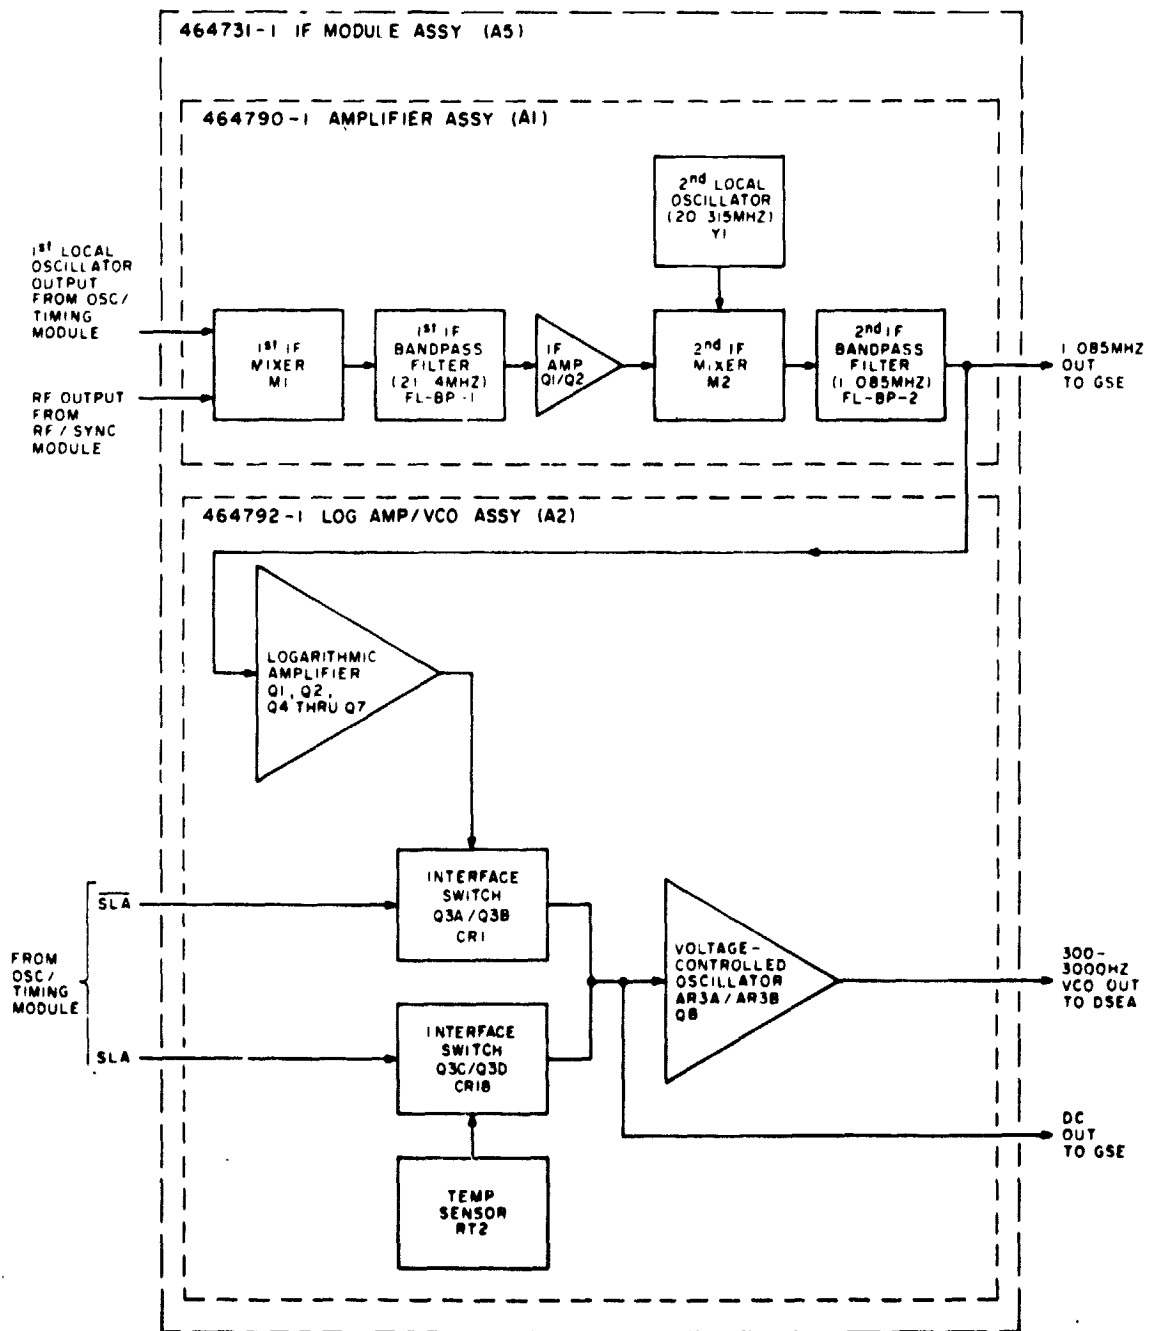 464731-1 IF MODULE ASSY (A5)
464790-1 AMPLIFIER ASSY (A1)
2nd LOCAL
OSCILLATOR
(20 315MHZ)
Y1
1st LOCAL
OSCILLATOR
OUTPUT
FROM OSC/
TIMING
MODULE
RF OUTPUT
FROM
RF/SYNC
MODULE
1st IF
MIXER
M1
1st IF
BANDPASS
FILTER
(21.4MHZ)
FL-BP-1
IF
AMP
Q1/Q2
2nd IF
MIXER
M2
2nd IF
BANDPASS
FILTER
(1.085MHZ)
FL-BP-2
1 085MHZ
OUT
TO GSE
464792-1 LOG AMP/VCO ASSY (A2)
LOGARITHMIC
AMPLIFIER
Q1, Q2,
Q4 THRU Q7
FROM
OSC/
TIMING
MODULE
SLA
INTERFACE
SWITCH
Q3A/Q3B
CR1
SLA
INTERFACE
SWITCH
Q3C/Q3D
CR18
TEMP
SENSOR
RT2
VOLTAGE-
CONTROLLED
OSCILLATOR
AR3A/AR3B
Q8
300-
3000HZ
VCO OUT
TO DSEA
DC
OUT
TO GSE